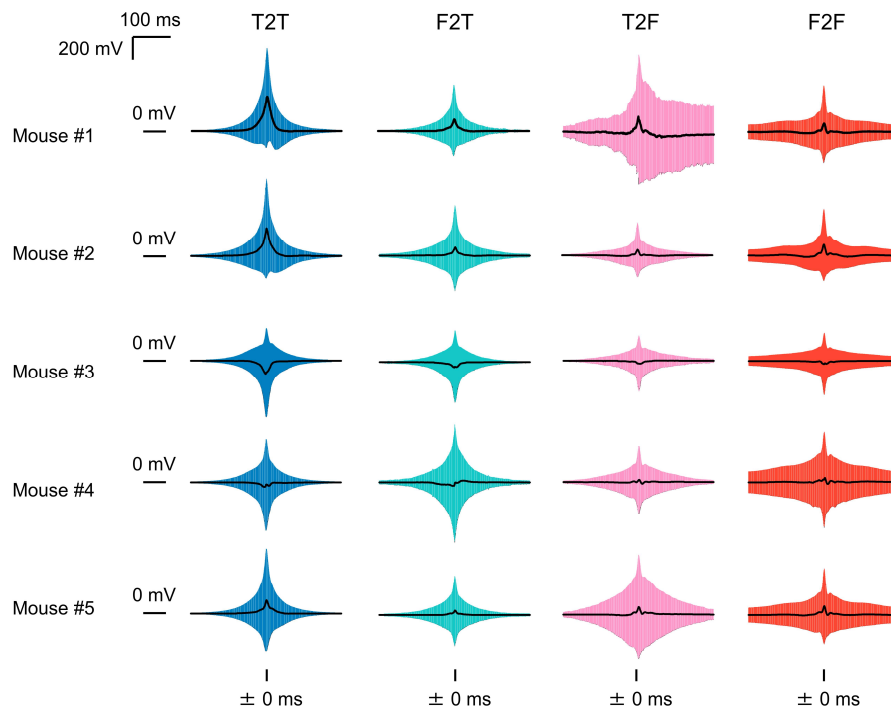 100 ms T2T F2T T2F F2F
200 mV
0 mV
Mouse #1
0 mV
Mouse #2
0 mV
Mouse #3
0 mV
Mouse #4
0 mV
Mouse #5
± 0 ms ± 0 ms ± 0 ms ± 0 ms